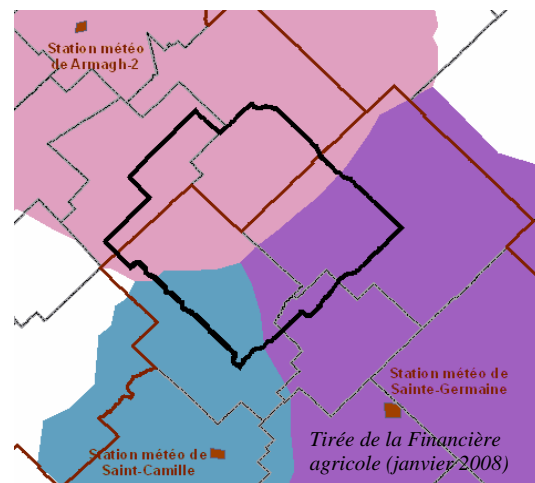 Station météo
de Armagh-2
Station météo de
Sainte-Germaine
Station météo de
Saint-Camille
Tirée de la Financière
agricole (janvier 2008)